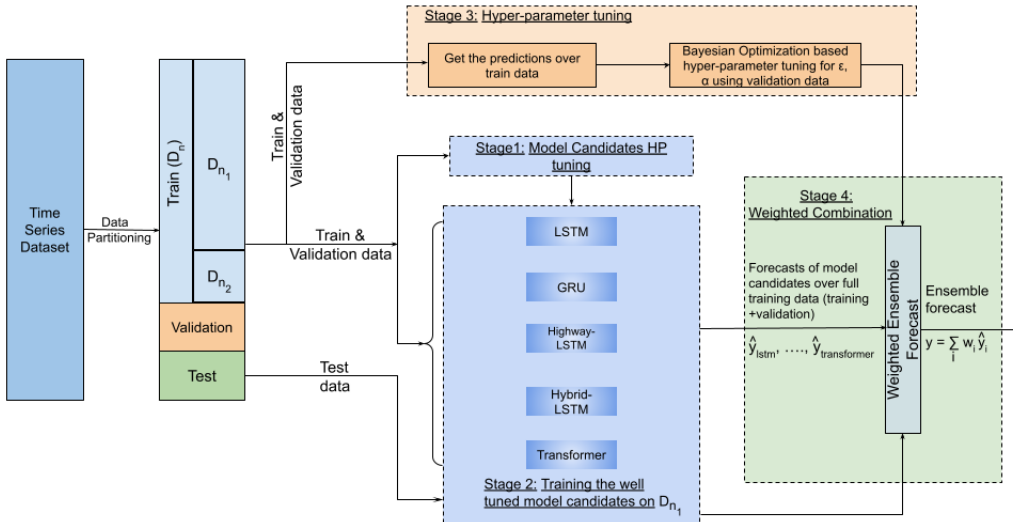 Stage 3: Hyper-parameter tuning
Get the predictions over
train data
Bayesian Optimization based
hyper-parameter tuning for ε,
α using validation data
Time
Series
Dataset
Data
Partitioning
Train (Dn)
Dn1
Dn2
Validation
Test
Train &
Validation data
Train &
Validation data
Test
data
Stage1: Model Candidates HP
tuning
LSTM
GRU
Highway-
LSTM
Hybrid-
LSTM
Transformer
Stage 2: Training the well
tuned model candidates on Dn1
Stage 4:
Weighted Combination
Forecasts of model
candidates over full
training data (training
+validation)
ŷlstm, ...., ŷtransformer
Weighted Ensemble
Forecast
Ensemble
forecast
y = ∑i wi ŷi